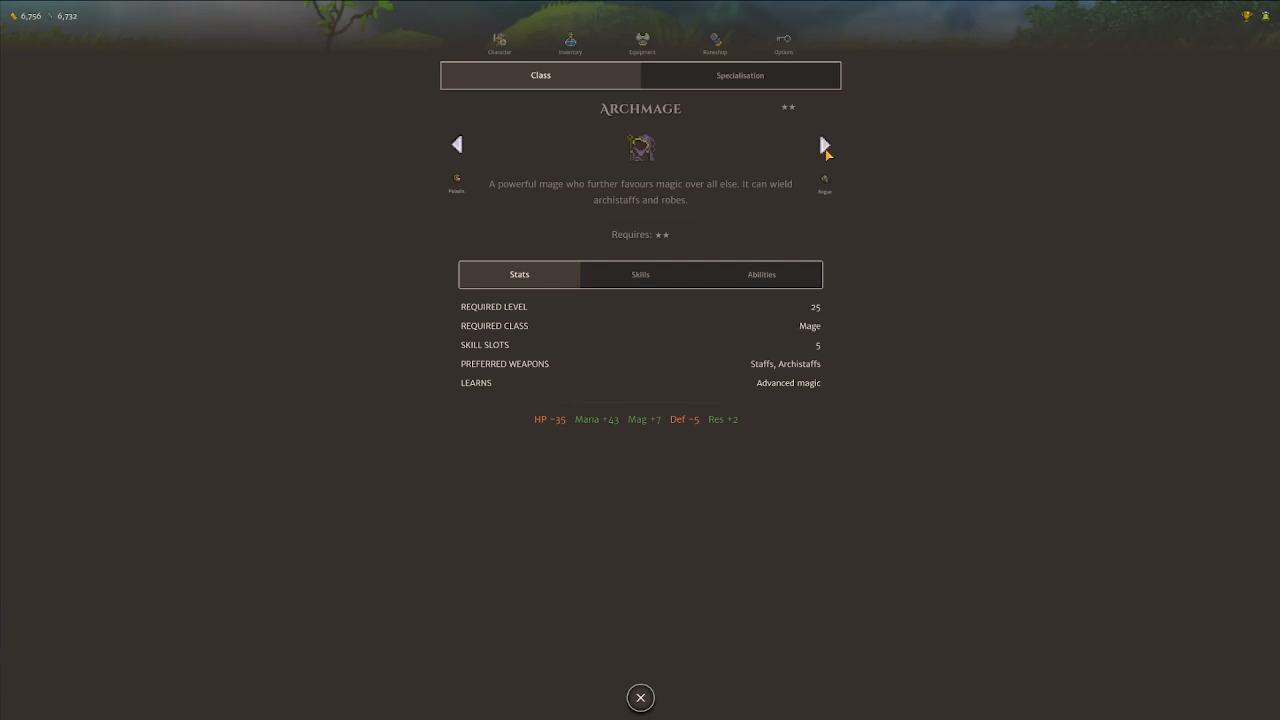 6,756 6,732
Character Inventory Equipment Runeshop Options
Class Specialisation
Archmage ★★
Paladin
Rogue
A powerful mage who further favours magic over all else. It can wield
archistaffs and robes.
Requires: ★★
Stats Skills Abilities
REQUIRED LEVEL 25
REQUIRED CLASS Mage
SKILL SLOTS 5
PREFERRED WEAPONS Staffs, Archistaffs
LEARNS Advanced magic
HP -35 Mana +43 Mag +7 Def -5 Res +2